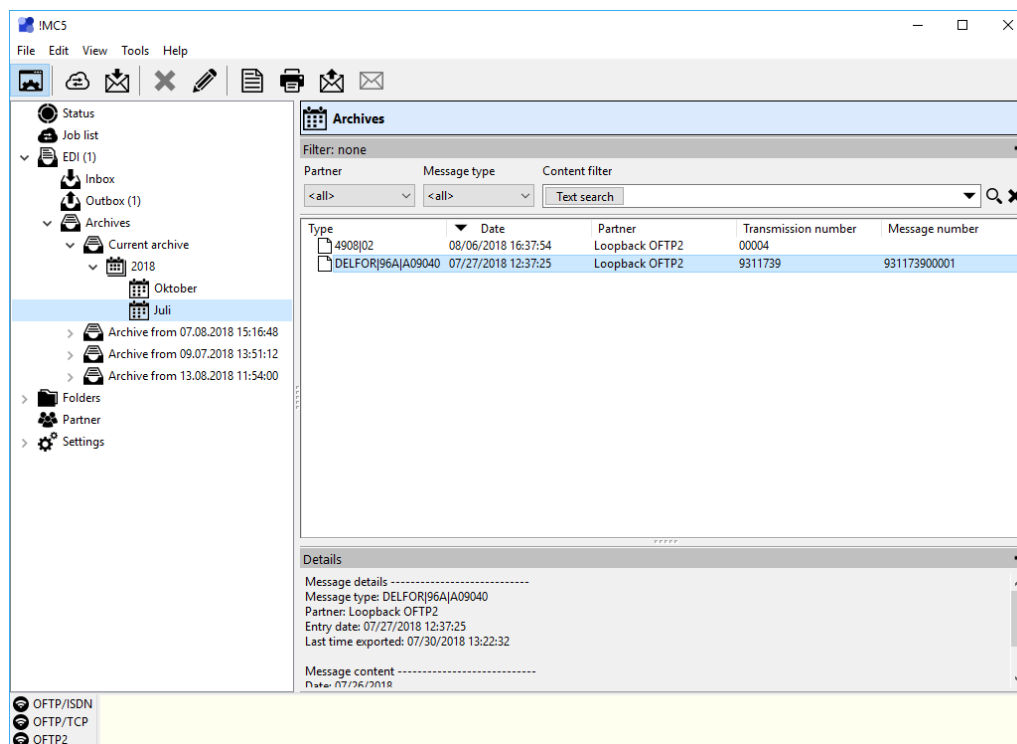 !MC5
File Edit View Tools Help
Status
Job list
EDI (1)
Inbox
Outbox (1)
Archives
Current archive
2018
Oktober
Juli
Archive from 07.08.2018 15:16:48
Archive from 09.07.2018 13:51:12
Archive from 13.08.2018 11:54:00
Folders
Partner
Settings
Archives
Filter: none
Partner Message type Content filter
<all> <all> Text search
Type Date Partner Transmission number Message number
4908|02 08/06/2018 16:37:54 Loopback OFTP2 00004
DELFOR|96A|A09040 07/27/2018 12:37:25 Loopback OFTP2 9311739 931173900001
Details
Message details ----------------------------
Message type: DELFOR|96A|A09040
Partner: Loopback OFTP2
Entry date: 07/27/2018 12:37:25
Last time exported: 07/30/2018 13:22:32
Message content ----------------------------
Date: 07/26/2018
OFTP/ISDN
OFTP/TCP
OFTP2